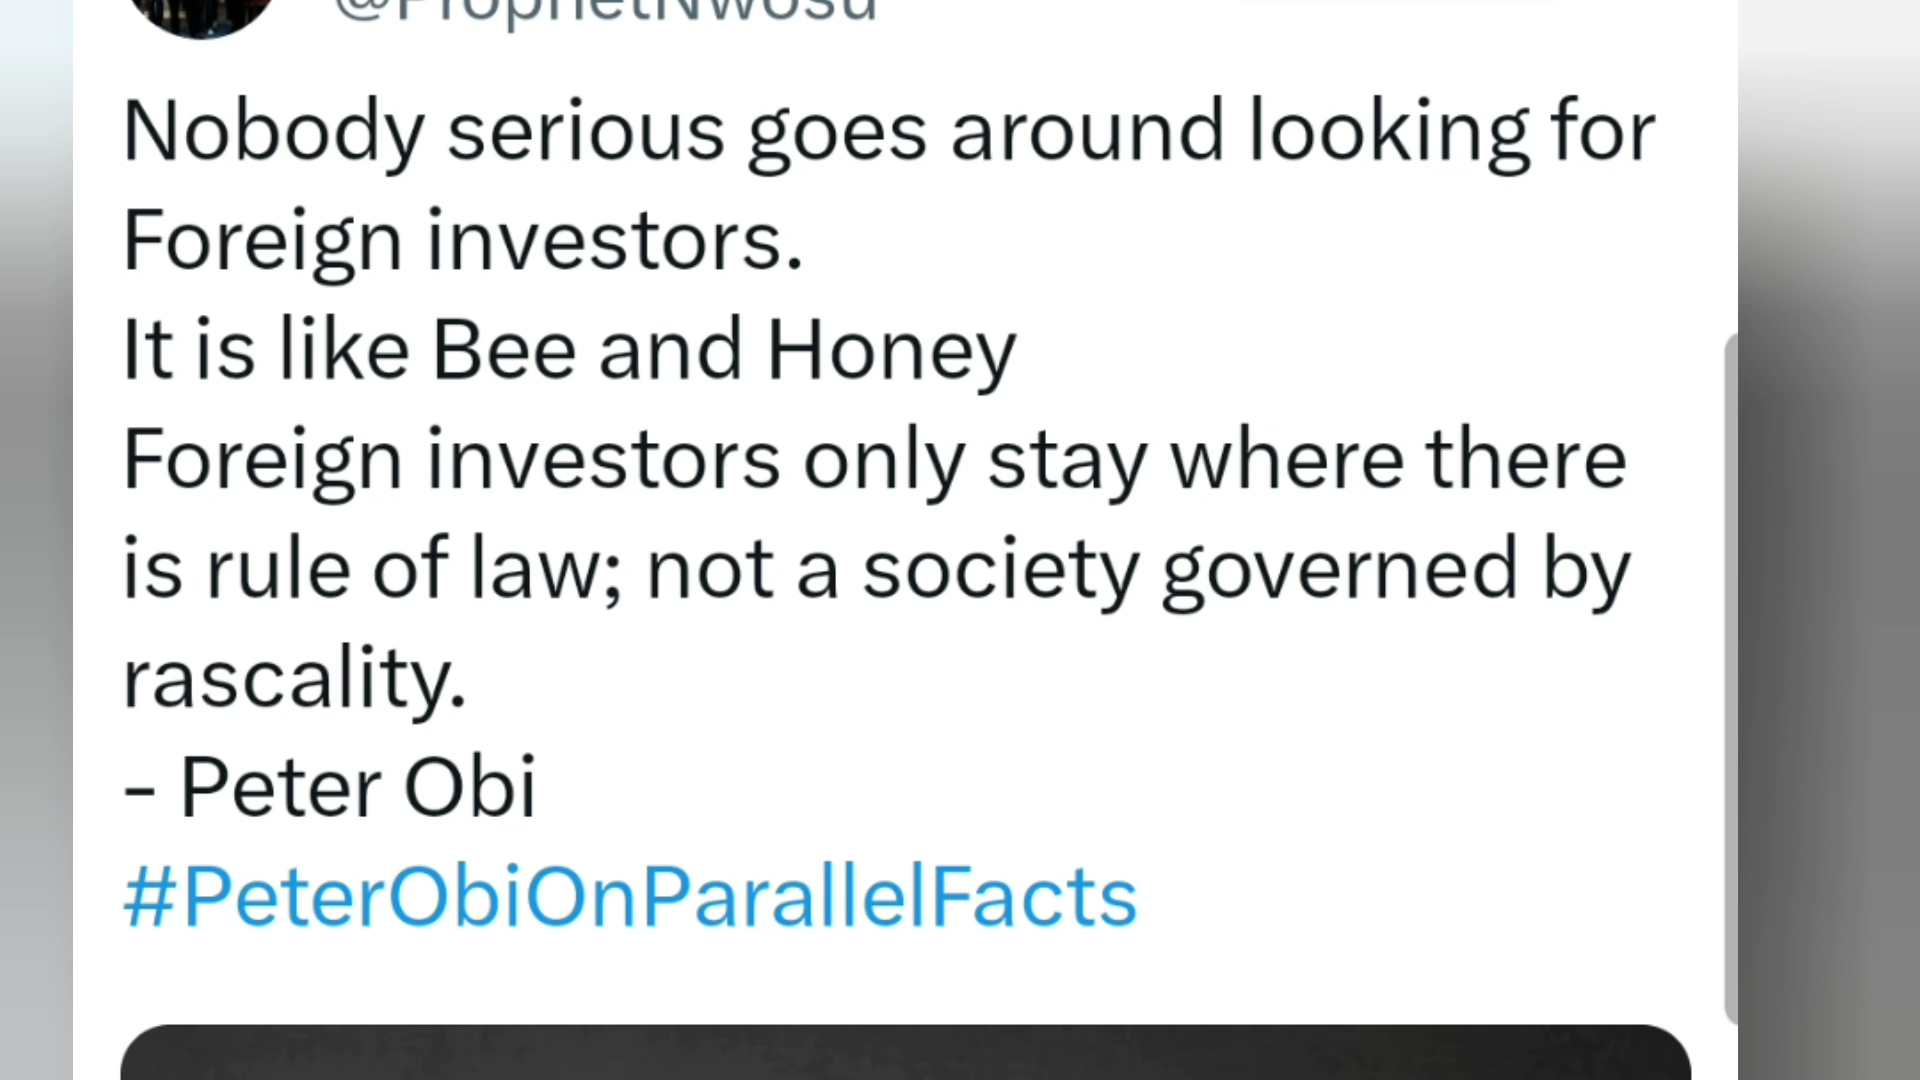 @ProphetNwosu
Nobody serious goes around looking for
Foreign investors.
It is like Bee and Honey
Foreign investors only stay where there
is rule of law; not a society governed by
rascality.
- Peter Obi
#PeterObiOnParallelFacts